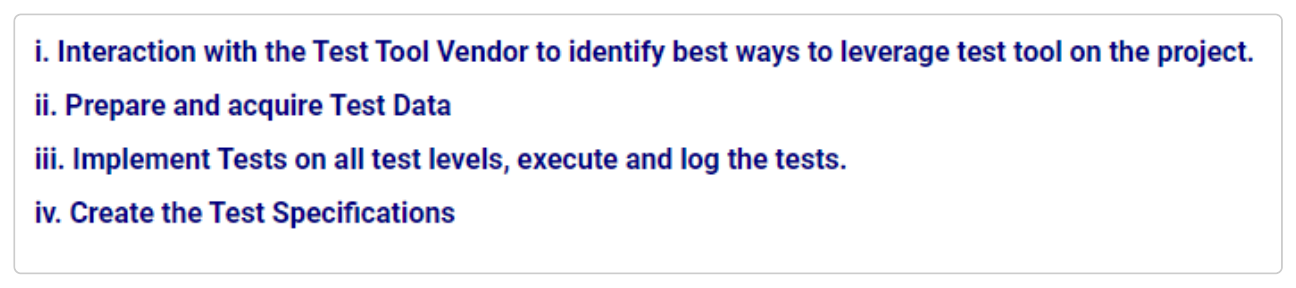 i. Interaction with the Test Tool Vendor to identify best ways to leverage test tool on the project.
ii. Prepare and acquire Test Data
iii. Implement Tests on all test levels, execute and log the tests.
iv. Create the Test Specifications